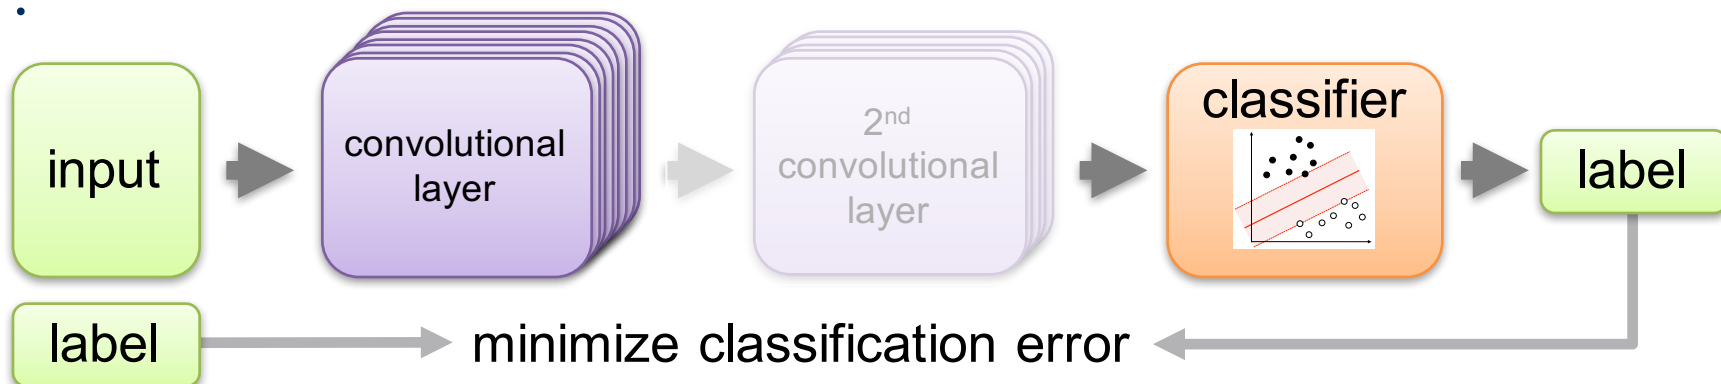 input
convolutional
layer
2nd
convolutional
layer
classifier
label
label
minimize classification error